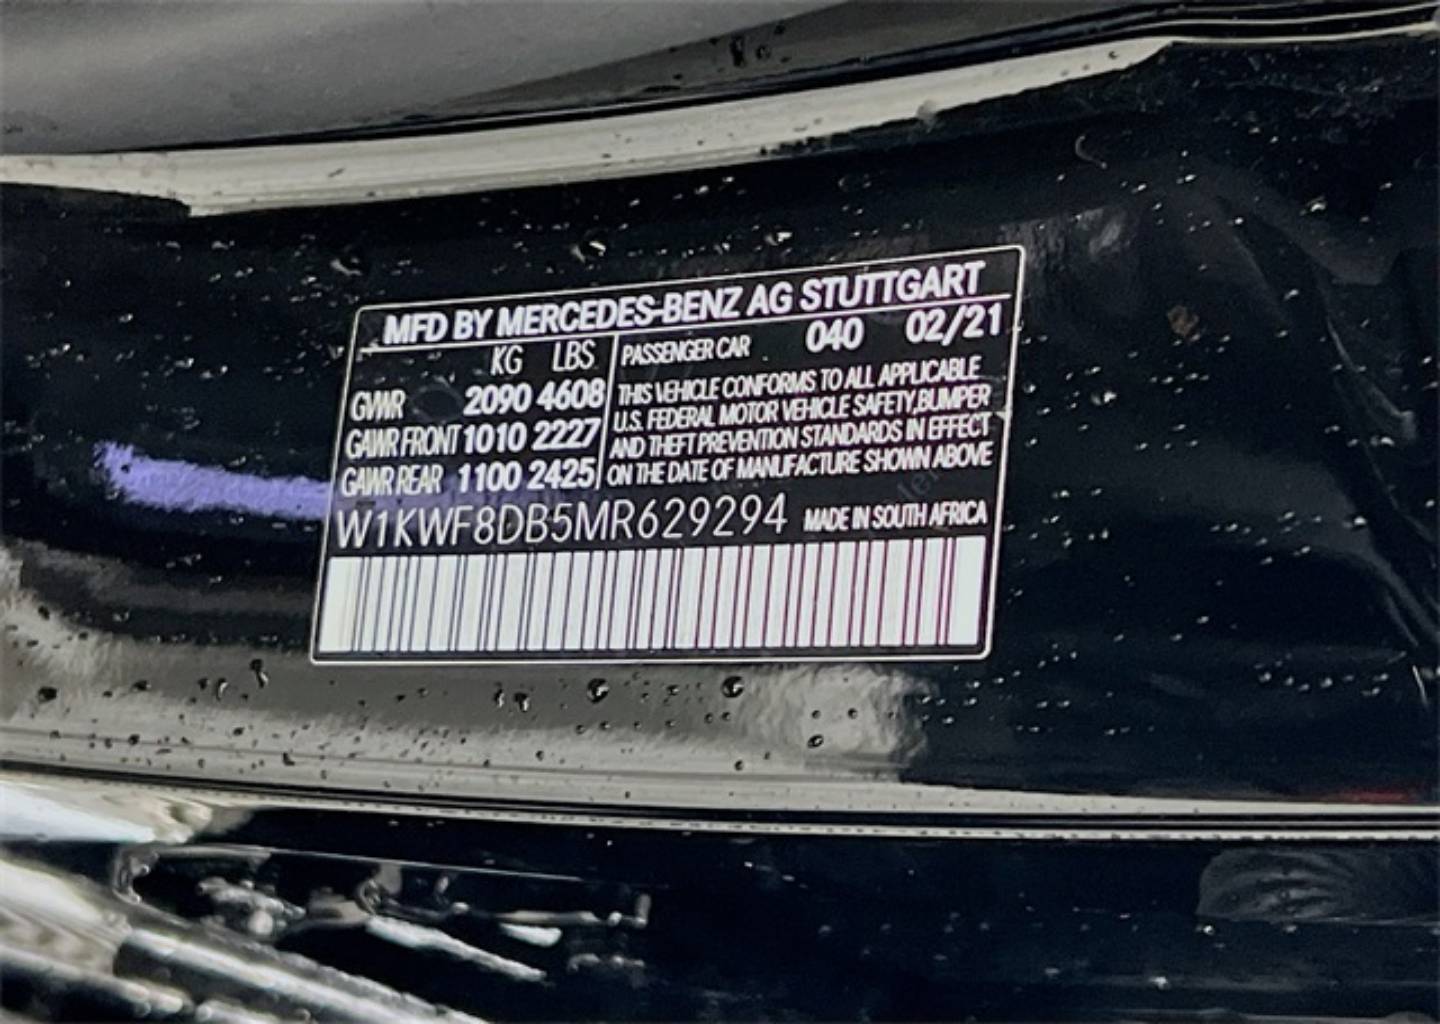 MFD BY MERCEDES-BENZ AG STUTTGART
KG LBS
GVWR 2090 4608
GAWR FRONT 1010 2227
GAWR REAR 1100 2425
PASSENGER CAR 040 02/21
THIS VEHICLE CONFORMS TO ALL APPLICABLE
U.S. FEDERAL MOTOR VEHICLE SAFETY,BUMPER
AND THEFT PREVENTION STANDARDS IN EFFECT
ON THE DATE OF MANUFACTURE SHOWN ABOVE
W1KWF8DB5MR629294 MADE IN SOUTH AFRICA